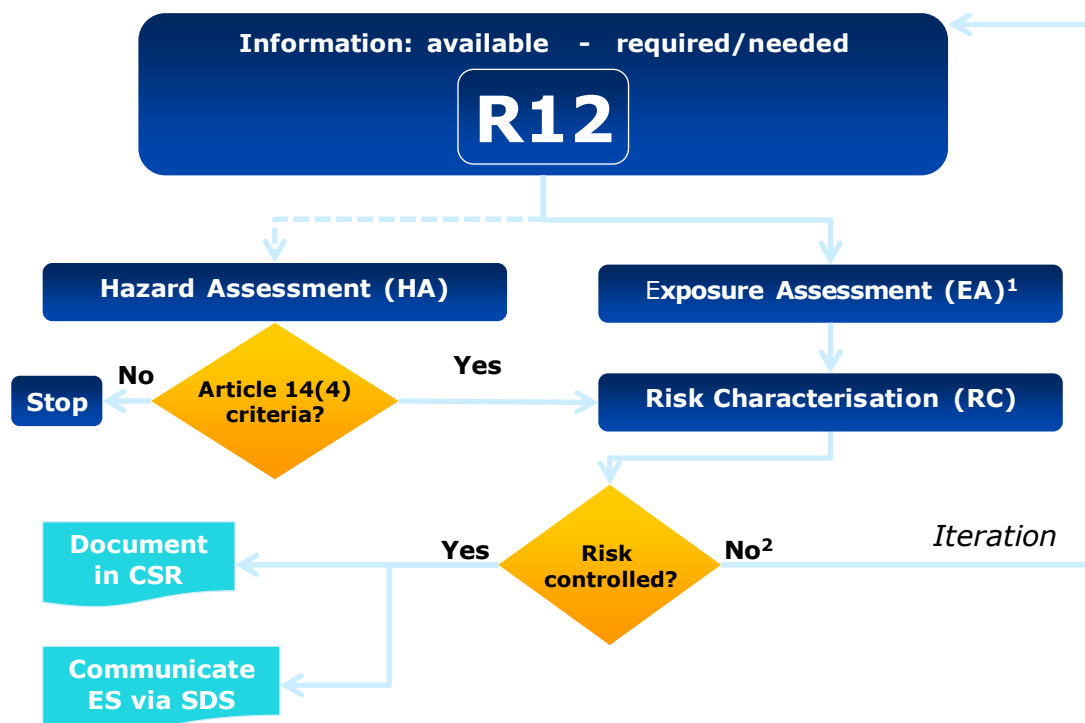 Information: available - required/needed
R12
Hazard Assessment (HA)
Exposure Assessment (EA)¹
No
Article 14(4)
criteria?
Yes
Stop
Risk Characterisation (RC)
Document
in CSR
Yes
Risk
controlled?
No²
Iteration
Communicate
ES via SDS